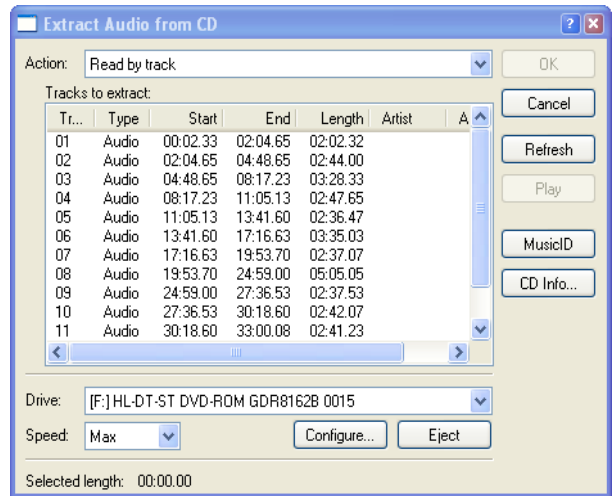 Extract Audio from CD
Action: Read by track OK
Tracks to extract: Cancel
Tr... Type Start End Length Artist A
01 Audio 00:02.33 02:04.65 02:02.32
02 Audio 02:04.65 04:48.65 02:44.00 Refresh
03 Audio 04:48.65 08:17.23 03:28.33
04 Audio 08:17.23 11:05.13 02:47.65 Play
05 Audio 11:05.13 13:41.60 02:36.47
06 Audio 13:41.60 17:16.63 03:35.03
07 Audio 17:16.63 19:53.70 02:37.07 MusicID
08 Audio 19:53.70 24:59.00 05:05.05
09 Audio 24:59.00 27:36.53 02:37.53 CD Info...
10 Audio 27:36.53 30:18.60 02:42.07
11 Audio 30:18.60 33:00.08 02:41.23
Drive: [F:] HL-DT-ST DVD-ROM GDR8162B 0015
Speed: Max Configure... Eject
Selected length: 00:00.00